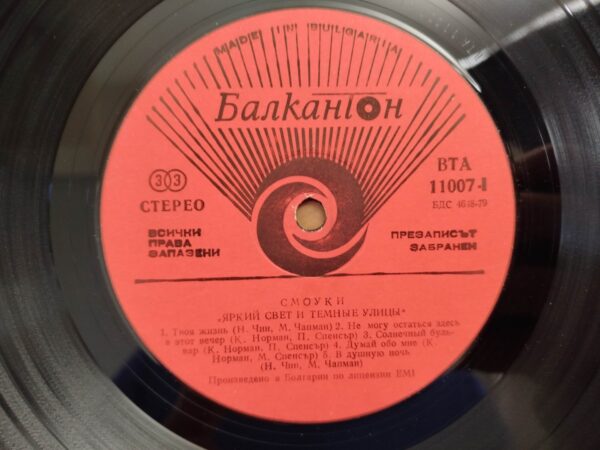 MADE IN BULGARIA
Балкантон
33
СТЕРЕО
ВТА
11007-I
БДС 4648-79
ВСИЧКИ
ПРАВА
ЗАПАЗЕНИ
ПРЕЗАПИСЪТ
ЗАБРАНЕН
СМОУКИ
„ЯРКИЙ СВЕТ И ТЕМНЫЕ УЛИЦЫ"
1. Твоя жизнь (Н. Чин, М. Чапман) 2. Не могу остаться здесь
в этот вечер (К. Норман, П. Спенсър) 3. Солнечный буль-
вар (К. Норман, П. Спенсър) 4. Думай обо мне (К.
Норман, М. Спенсър) 5. В душную ночь
(Н. Чин, М. Чапман)
Произведено в Болгарии по лицензии EMI